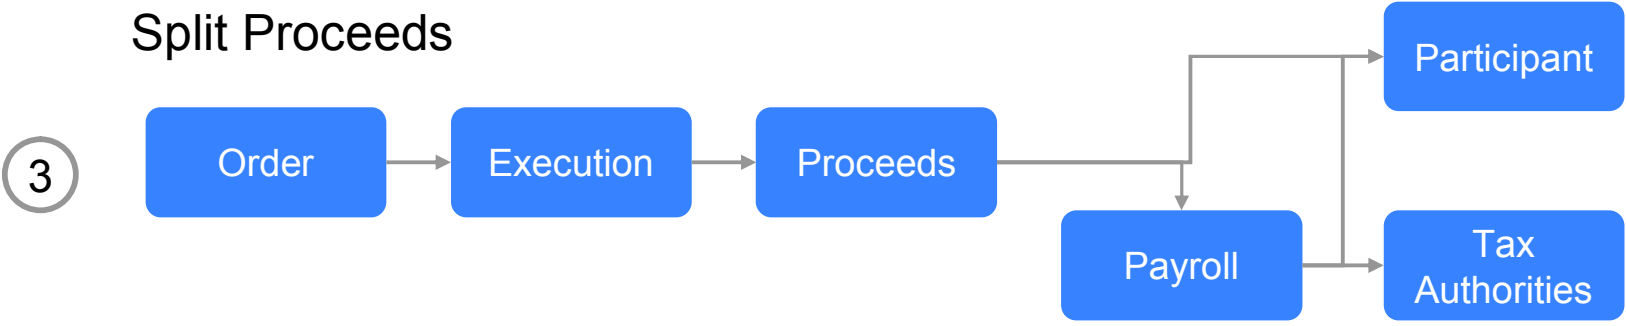 Split Proceeds
3
Order
Execution
Proceeds
Participant
Payroll
Tax
Authorities